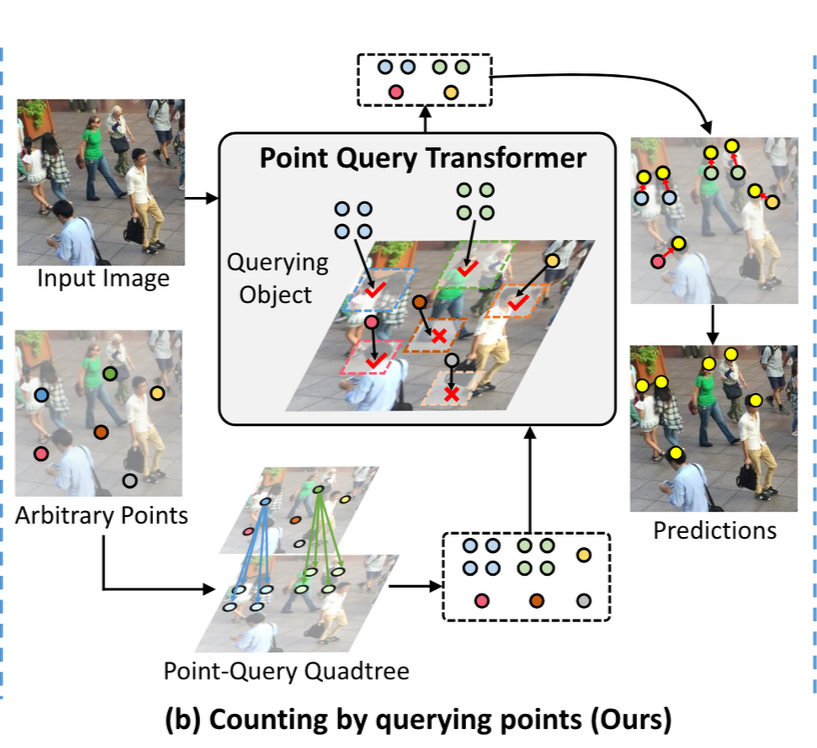 Point Query Transformer
Input Image
Querying
Object
Arbitrary Points
Predictions
Point-Query Quadtree
(b) Counting by querying points (Ours)